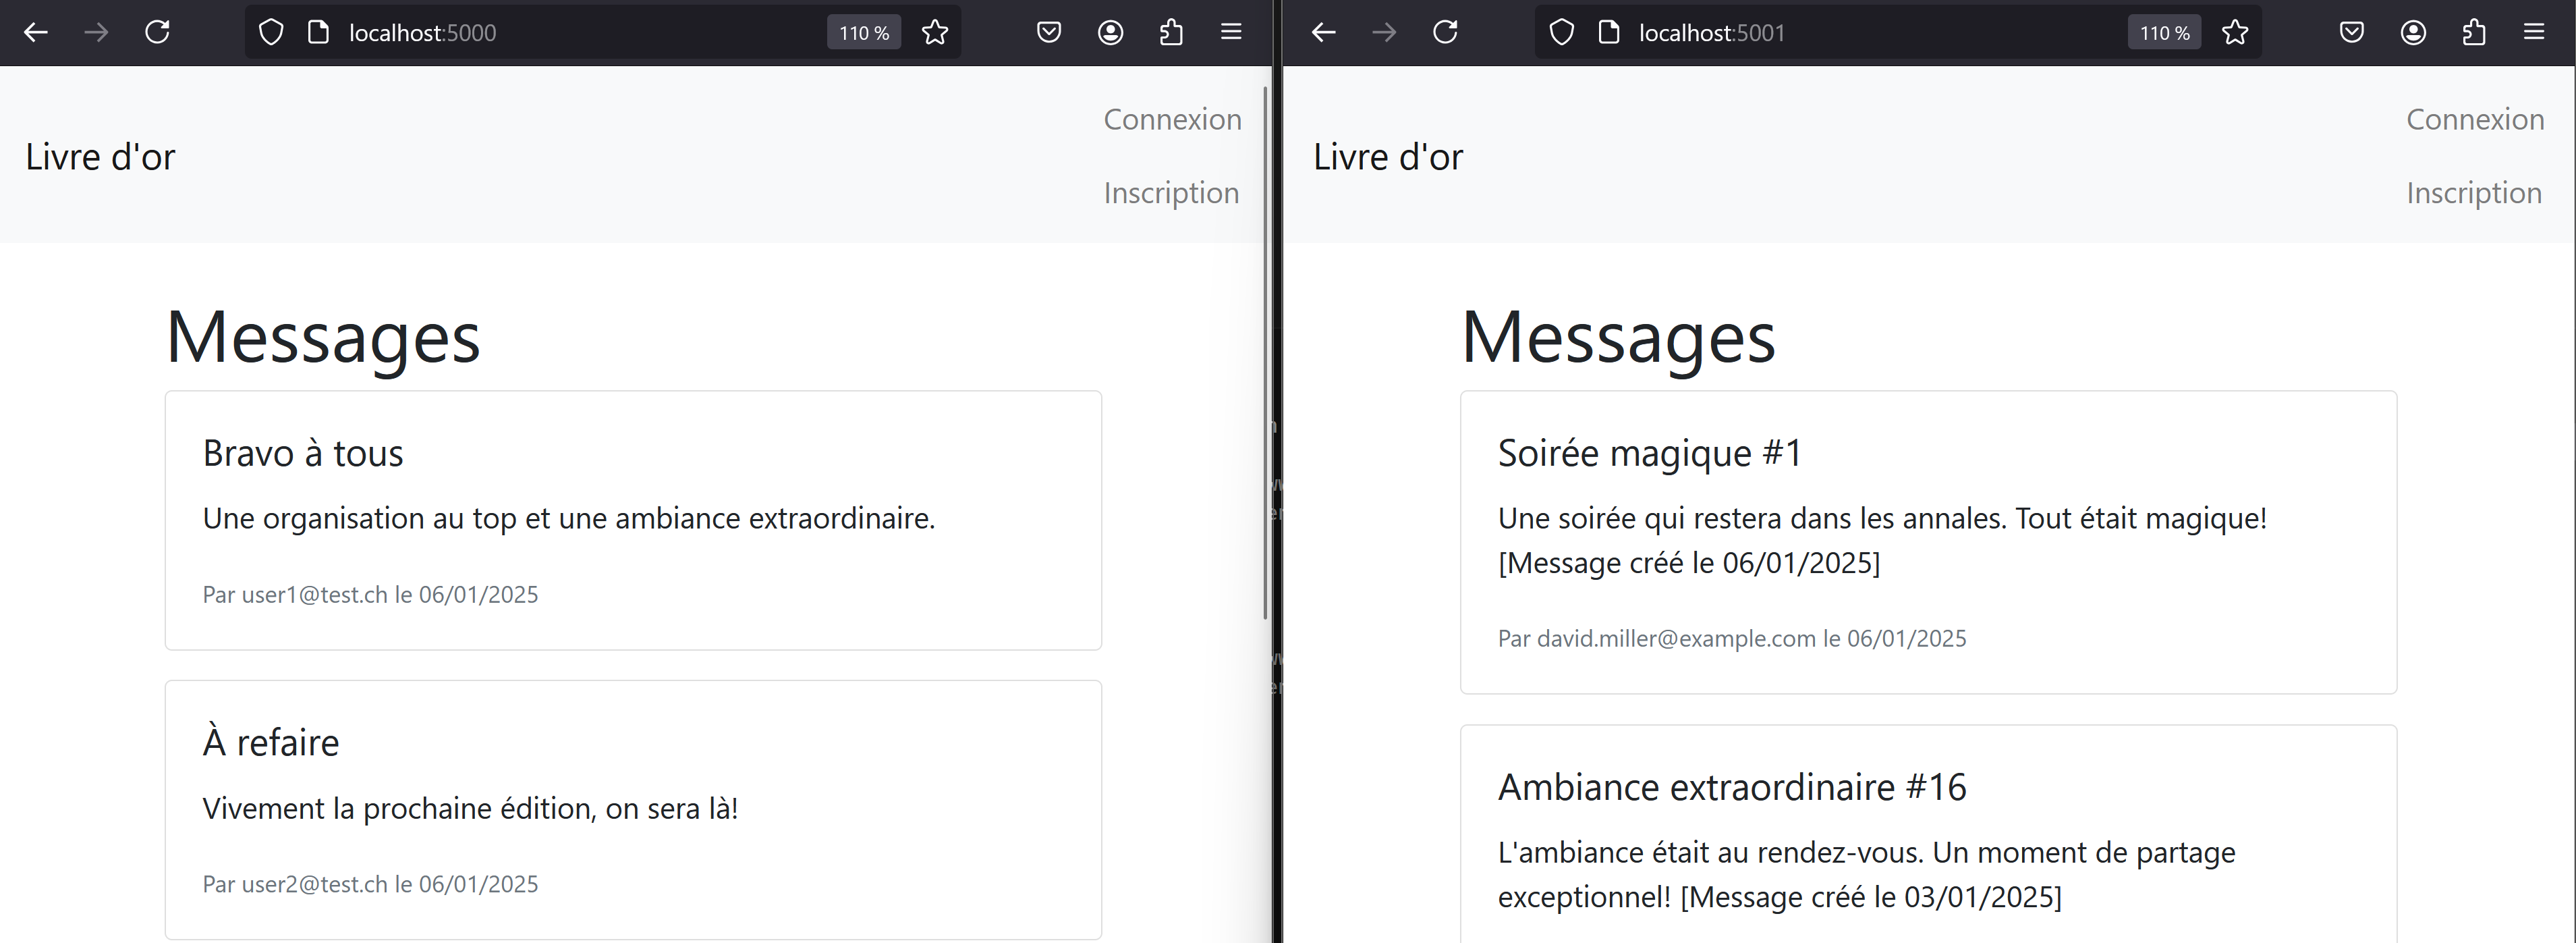 localhost:5000
110 %
Livre d'or
Connexion
Inscription
Messages
Bravo à tous
Une organisation au top et une ambiance extraordinaire.
Par user1@test.ch le 06/01/2025
À refaire
Vivement la prochaine édition, on sera là!
Par user2@test.ch le 06/01/2025
localhost:5001
110 %
Livre d'or
Connexion
Inscription
Messages
Soirée magique #1
Une soirée qui restera dans les annales. Tout était magique!
[Message créé le 06/01/2025]
Par david.miller@example.com le 06/01/2025
Ambiance extraordinaire #16
L'ambiance était au rendez-vous. Un moment de partage
exceptionnel! [Message créé le 03/01/2025]